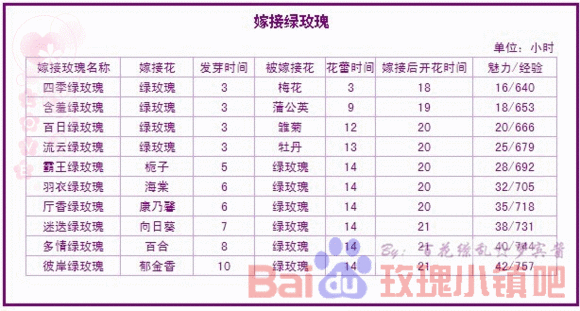 嫁接绿玫瑰
单位：小时
嫁接玫瑰名称 嫁接花 发芽时间 被嫁接花 花蕾时间 嫁接后开花时间 魅力/经验
四季绿玫瑰 绿玫瑰 3 梅花 3 18 16/640
含羞绿玫瑰 绿玫瑰 3 蒲公英 9 19 18/653
百日绿玫瑰 绿玫瑰 3 雏菊 12 20 20/666
流云绿玫瑰 绿玫瑰 3 牡丹 13 20 25/679
霸王绿玫瑰 栀子 5 绿玫瑰 14 20 28/692
羽衣绿玫瑰 海棠 6 绿玫瑰 14 20 32/705
厅香绿玫瑰 康乃馨 6 绿玫瑰 14 20 35/718
迷迭绿玫瑰 向日葵 7 绿玫瑰 14 21 38/731
多情绿玫瑰 百合 8 绿玫瑰 14 21 40/744
彼岸绿玫瑰 郁金香 10 绿玫瑰 14 21 42/757
By: 百花缭乱
Bai du 玫瑰小镇吧